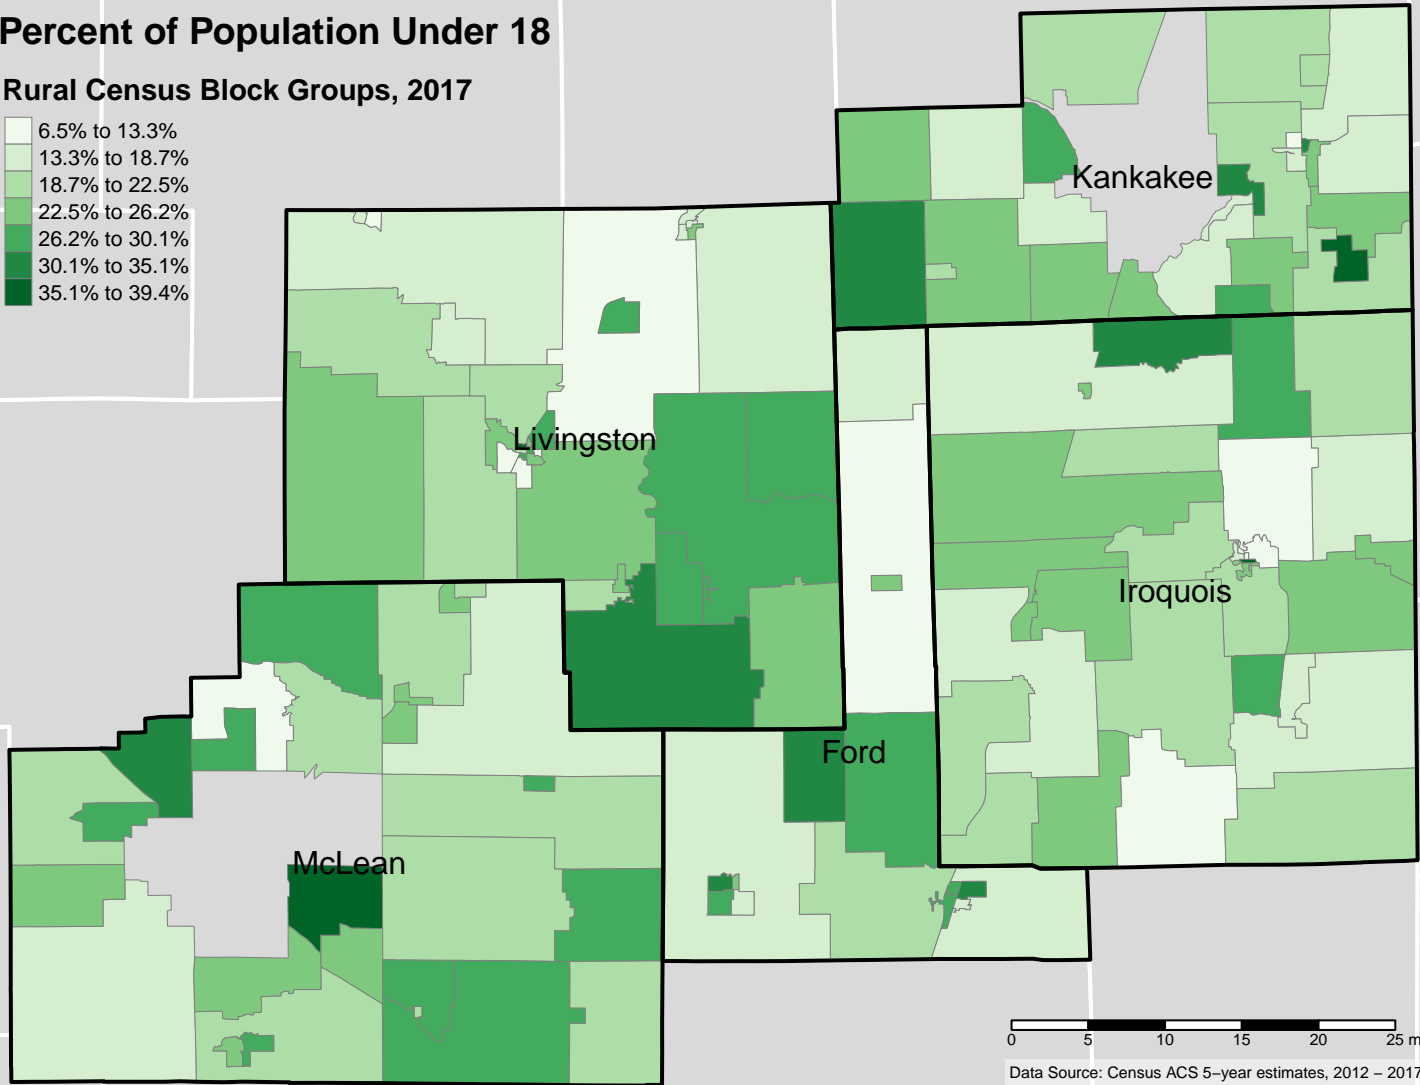 Percent of Population Under 18
Rural Census Block Groups, 2017
6.5% to 13.3%
13.3% to 18.7%
18.7% to 22.5%
22.5% to 26.2%
26.2% to 30.1%
30.1% to 35.1%
35.1% to 39.4%
Kankakee
Livingston
Iroquois
Ford
McLean
0 5 10 15 20 25 m
Data Source: Census ACS 5−year estimates, 2012 − 2017